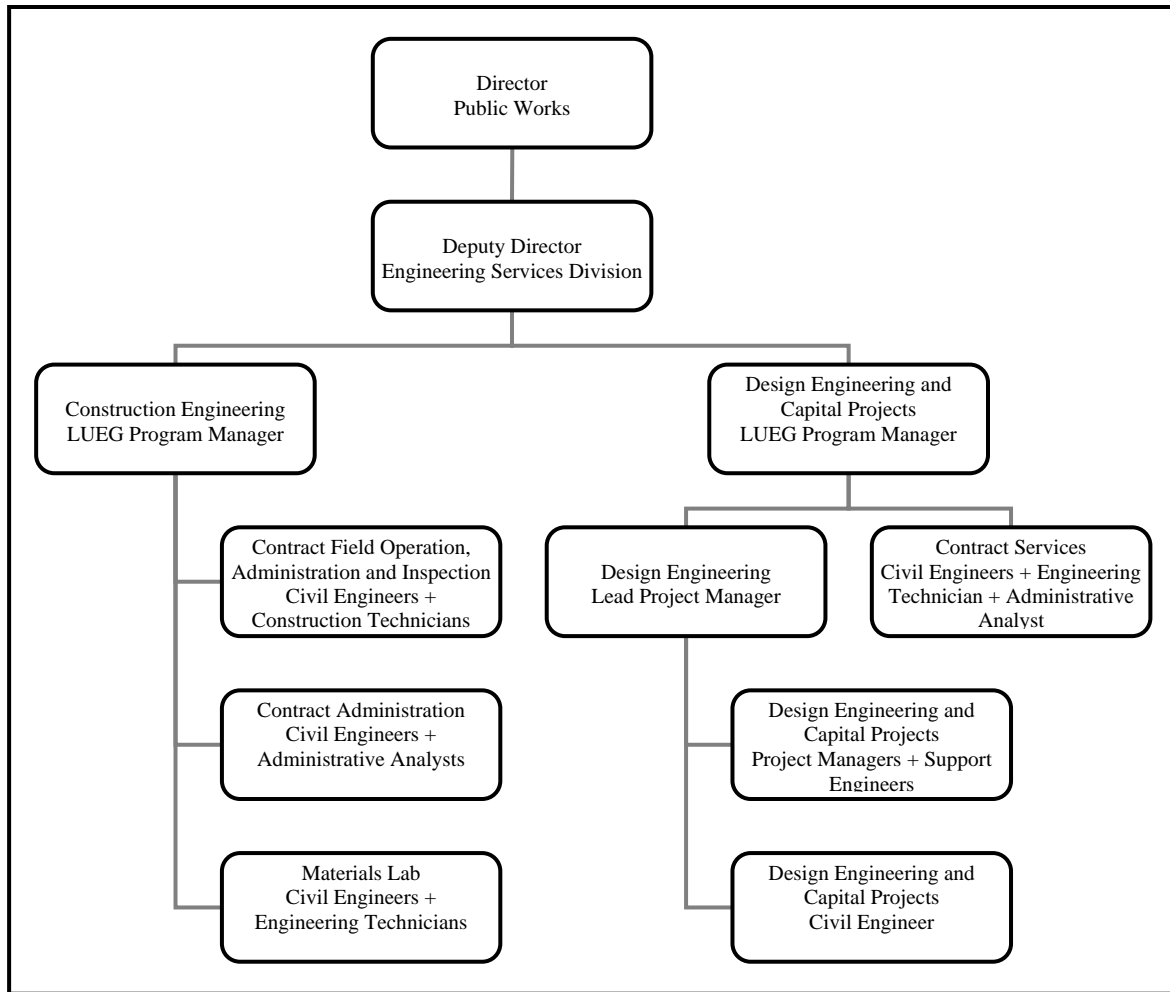 Director
Public Works
Deputy Director
Engineering Services Division
Construction Engineering
LUEG Program Manager
Design Engineering and
Capital Projects
LUEG Program Manager
Contract Field Operation,
Administration and Inspection
Civil Engineers +
Construction Technicians
Design Engineering
Lead Project Manager
Contract Services
Civil Engineers + Engineering
Technician + Administrative
Analyst
Contract Administration
Civil Engineers +
Administrative Analysts
Design Engineering and
Capital Projects
Project Managers + Support
Engineers
Materials Lab
Civil Engineers +
Engineering Technicians
Design Engineering and
Capital Projects
Civil Engineer